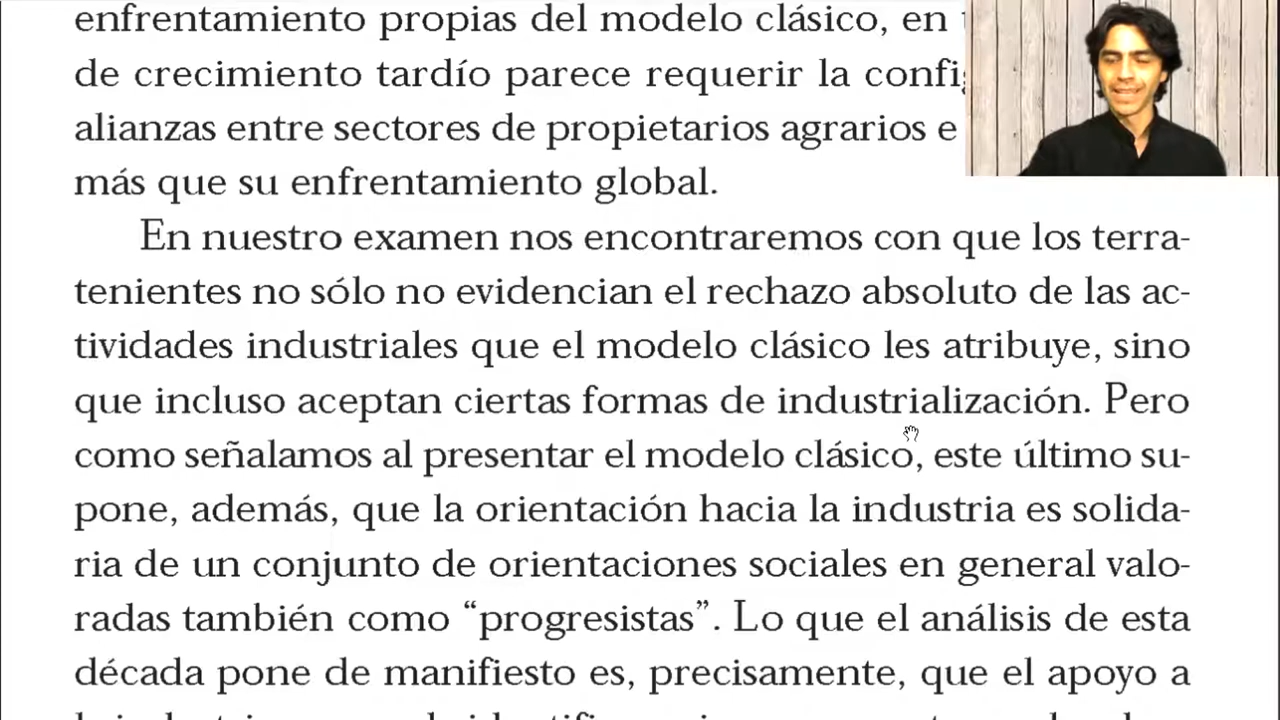 enfrentamiento propias del modelo clásico, en
de crecimiento tardío parece requerir la
alianzas entre sectores de propietarios agrarios e
más que su enfrentamiento global.
En nuestro examen nos encontraremos con que los terra-
tenientes no sólo no evidencian el rechazo absoluto de las ac-
tividades industriales que el modelo clásico les atribuye, sino
que incluso aceptan ciertas formas de industrialización. Pero
como señalamos al presentar el modelo clásico, este último su-
pone, además, que la orientación hacia la industria es solida-
ria de un conjunto de orientaciones sociales en general valo-
radas también como “progresistas”. Lo que el análisis de esta
década pone de manifiesto es, precisamente, que el apoyo a